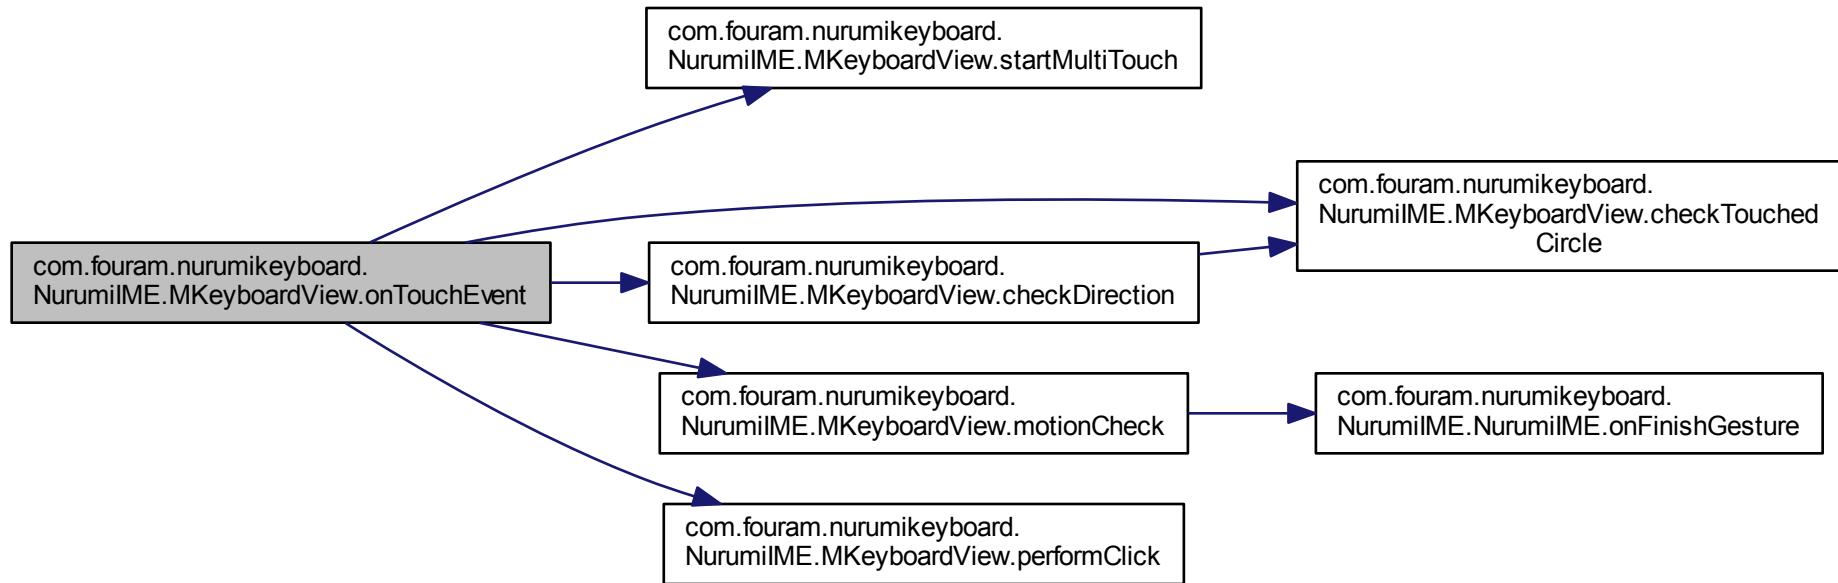 com.fouram.nurumikeyboard.
NurumiIME.MKeyboardView.startMultiTouch
com.fouram.nurumikeyboard.
NurumiIME.MKeyboardView.checkTouched
Circle
com.fouram.nurumikeyboard.
NurumiIME.MKeyboardView.onTouchEvent
com.fouram.nurumikeyboard.
NurumiIME.MKeyboardView.checkDirection
com.fouram.nurumikeyboard.
NurumiIME.MKeyboardView.motionCheck
com.fouram.nurumikeyboard.
NurumiIME.NurumiIME.onFinishGesture
com.fouram.nurumikeyboard.
NurumiIME.MKeyboardView.performClick